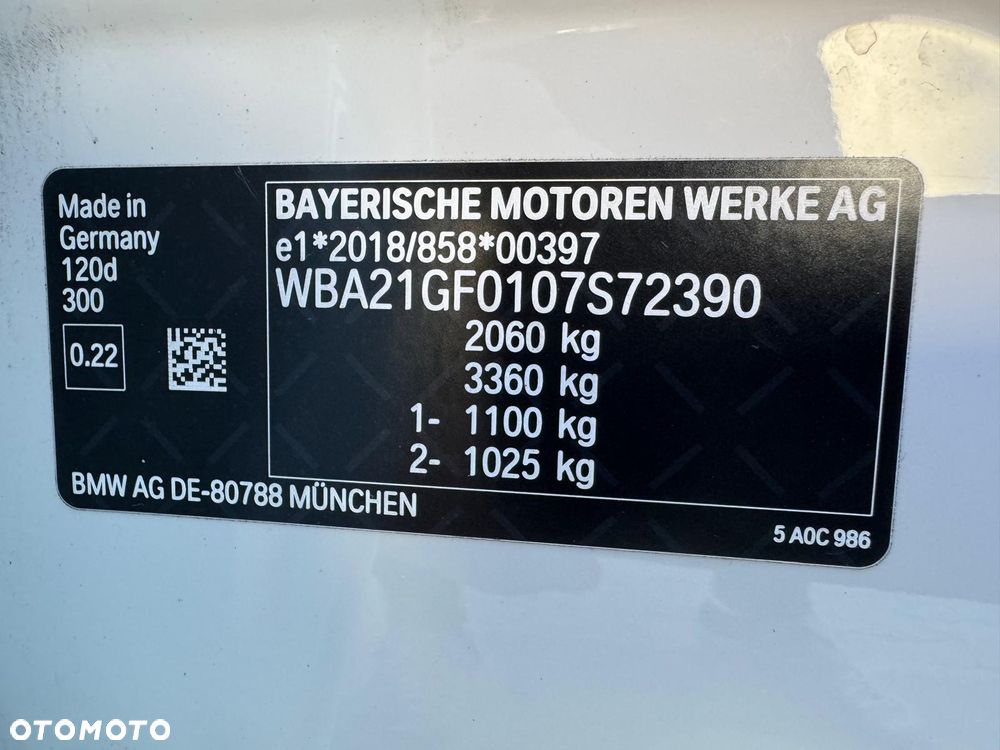 Made in
Germany
120d
300
0.22
BAYERISCHE MOTOREN WERKE AG
e1*2018/858*00397
WBA21GF0107S72390
2060 kg
3360 kg
1- 1100 kg
2- 1025 kg
BMW AG DE-80788 MÜNCHEN
5 A0C 986
OTOMOTO